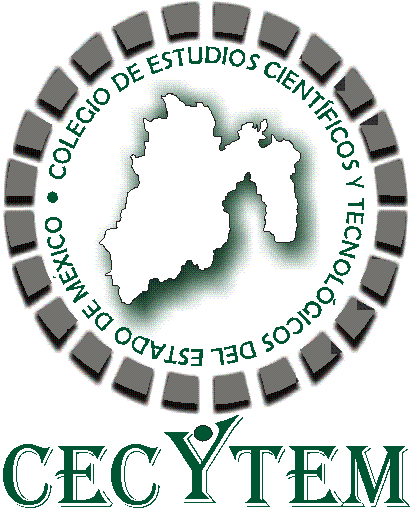 • COLEGIO DE ESTUDIOS CIENTÍFICOS Y TECNOLÓGICOS DEL ESTADO DE MÉXICO
CECYTEM